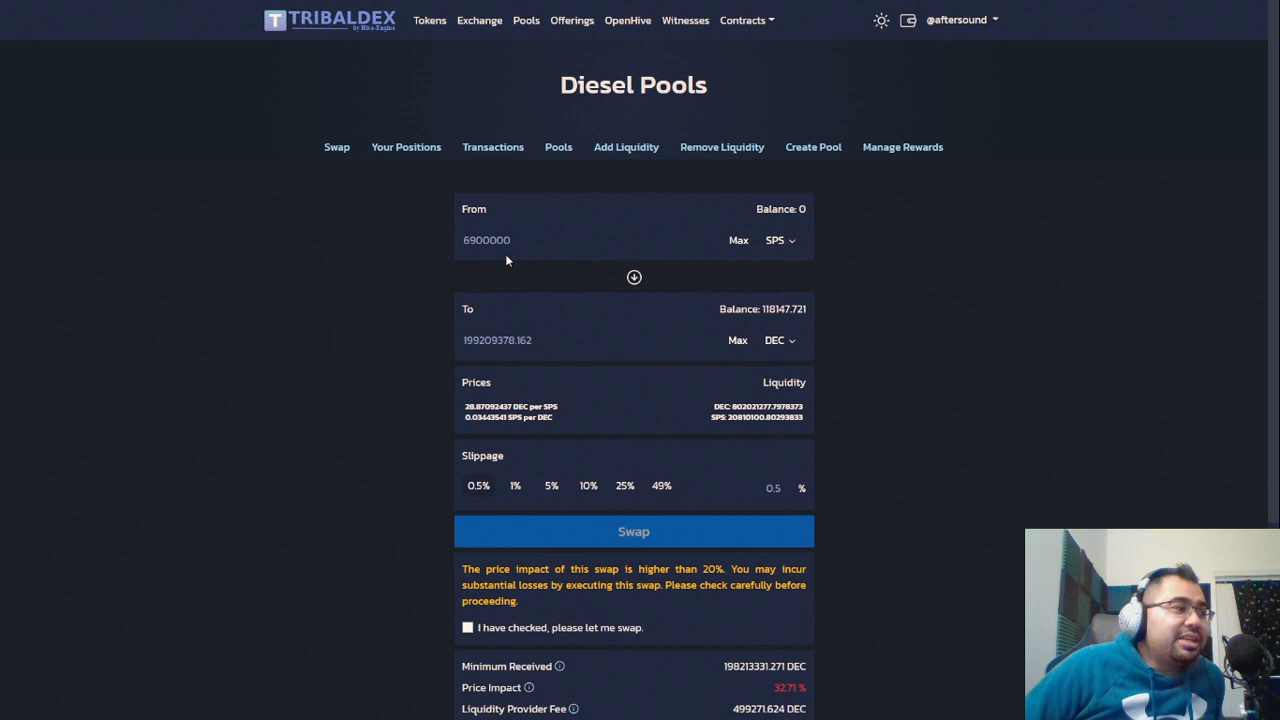 TRIBALDEX
by Hive-Engine
Tokens Exchange Pools Offerings OpenHive Witnesses Contracts
@aftersound
Diesel Pools
Swap Your Positions Transactions Pools Add Liquidity Remove Liquidity Create Pool Manage Rewards
From Balance: 0
6900000 Max SPS
To Balance: 118147.721
199209378.162 Max DEC
Prices Liquidity
28.87092437 DEC per SPS DEC: 802021277.7978373
0.03443541 SPS per DEC SPS: 20810100.80293833
Slippage
0.5% 1% 5% 10% 25% 49% 0.5 %
Swap
The price impact of this swap is higher than 20%. You may incur
substantial losses by executing this swap. Please check carefully before
proceeding.
I have checked, please let me swap.
Minimum Received 198213331.271 DEC
Price Impact 32.71 %
Liquidity Provider Fee 499271.624 DEC